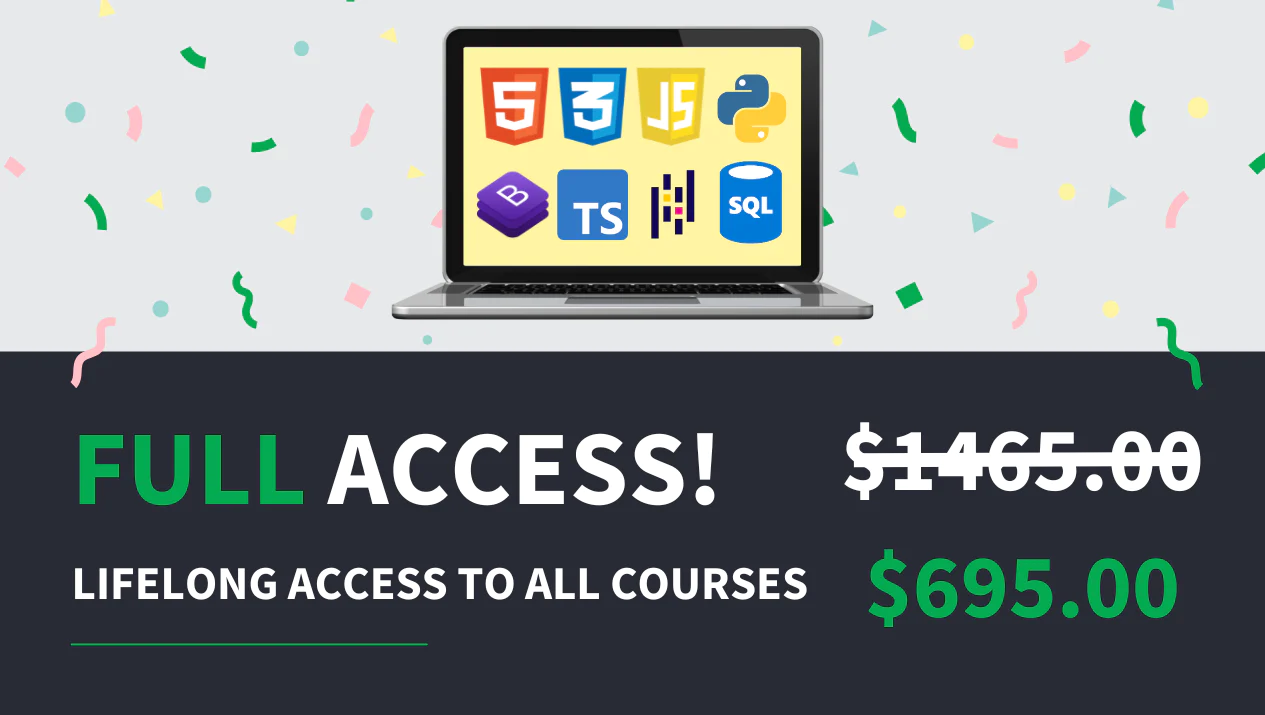 5 3 JS
B TS SQL
FULL ACCESS!
$1465.00
LIFELONG ACCESS TO ALL COURSES
$695.00